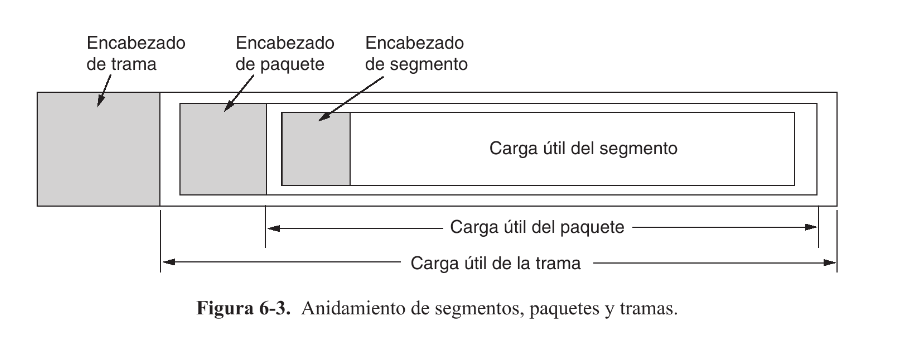 Encabezado
de trama
Encabezado
de paquete
Encabezado
de segmento
Carga útil del segmento
Carga útil del paquete
Carga útil de la trama
Figura 6-3. Anidamiento de segmentos, paquetes y tramas.